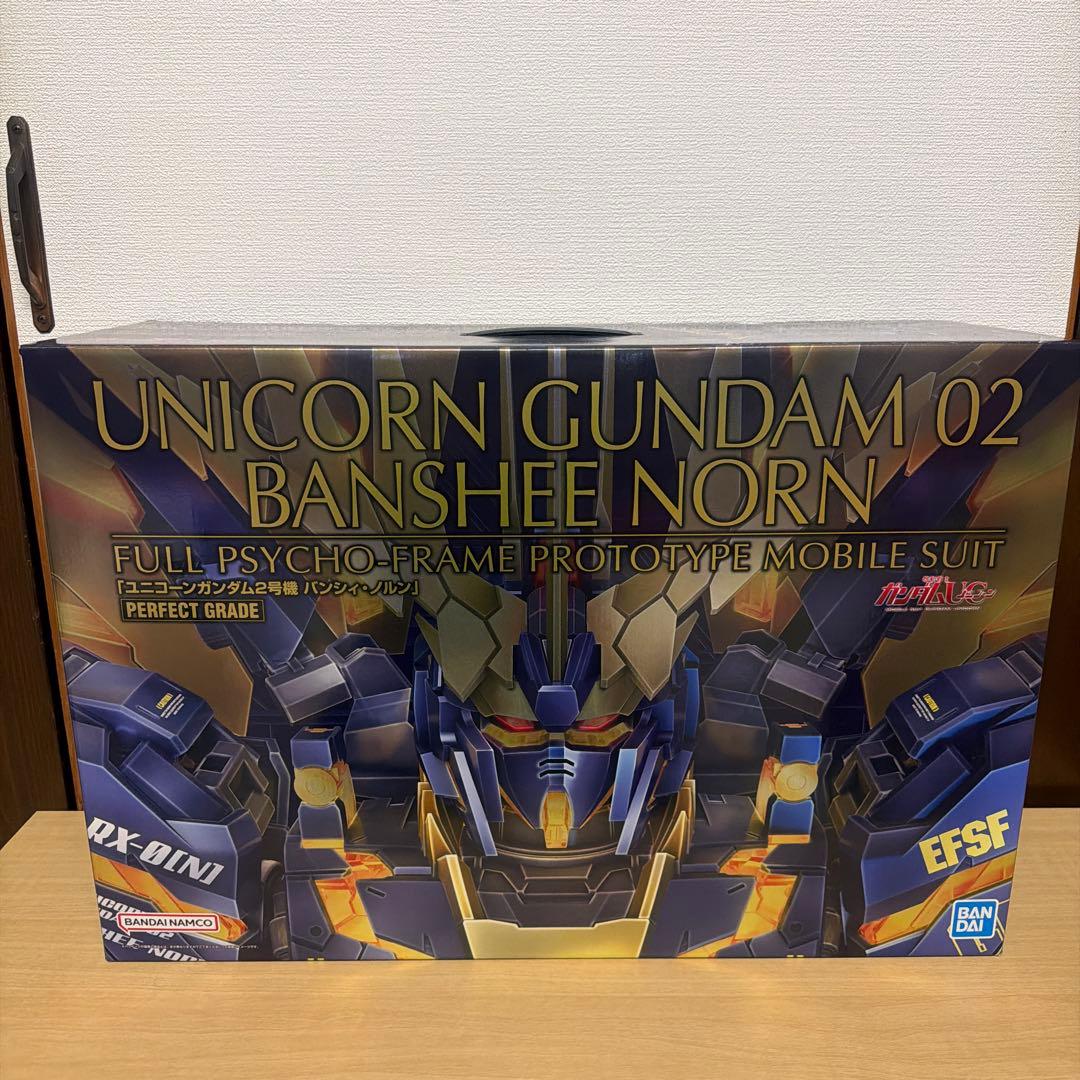 UNICORN GUNDAM 02
BANSHEE NORN
FULL PSYCHO-FRAME PROTOTYPE MOBILE SUIT
「ユニコーンガンダム2号機 バンシィ・ノルン」
PERFECT GRADE
ガンダムUC
RX-0[N]
EFSF
BANDAI NAMCO
BAN
DAI